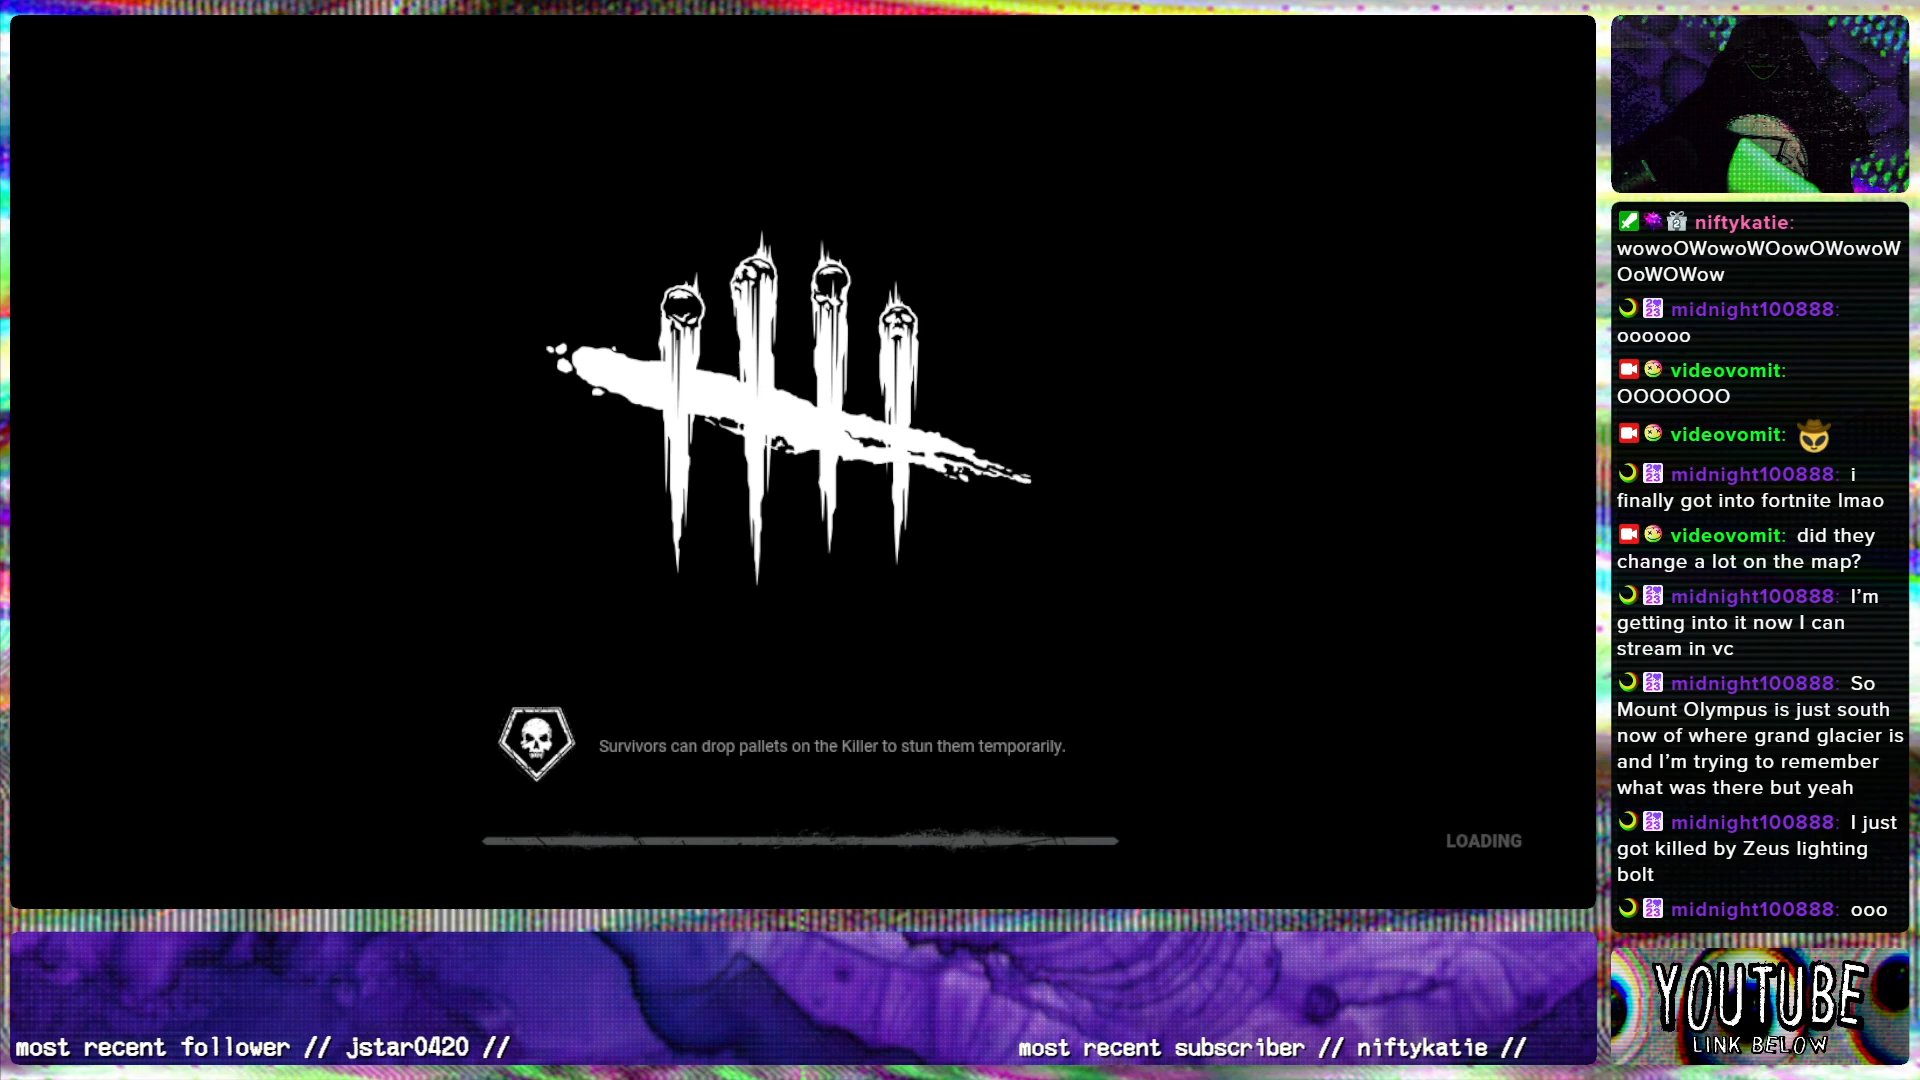 Survivors can drop pallets on the Killer to stun them temporarily.
LOADING
niftykatie:
wowoOWowoWOowOWowoW
OoWOWow
midnight100888:
oooooo
videovomit:
OOOOOOO
videovomit:
midnight100888: i
finally got into fortnite lmao
videovomit: did they
change a lot on the map?
midnight100888: I’m
getting into it now I can
stream in vc
midnight100888: So
Mount Olympus is just south
now of where grand glacier is
and I’m trying to remember
what was there but yeah
midnight100888: I just
got killed by Zeus lighting
bolt
midnight100888: ooo
most recent follower // jstar0420 //
most recent subscriber // niftykatie //
YOUTUBE
LINK BELOW